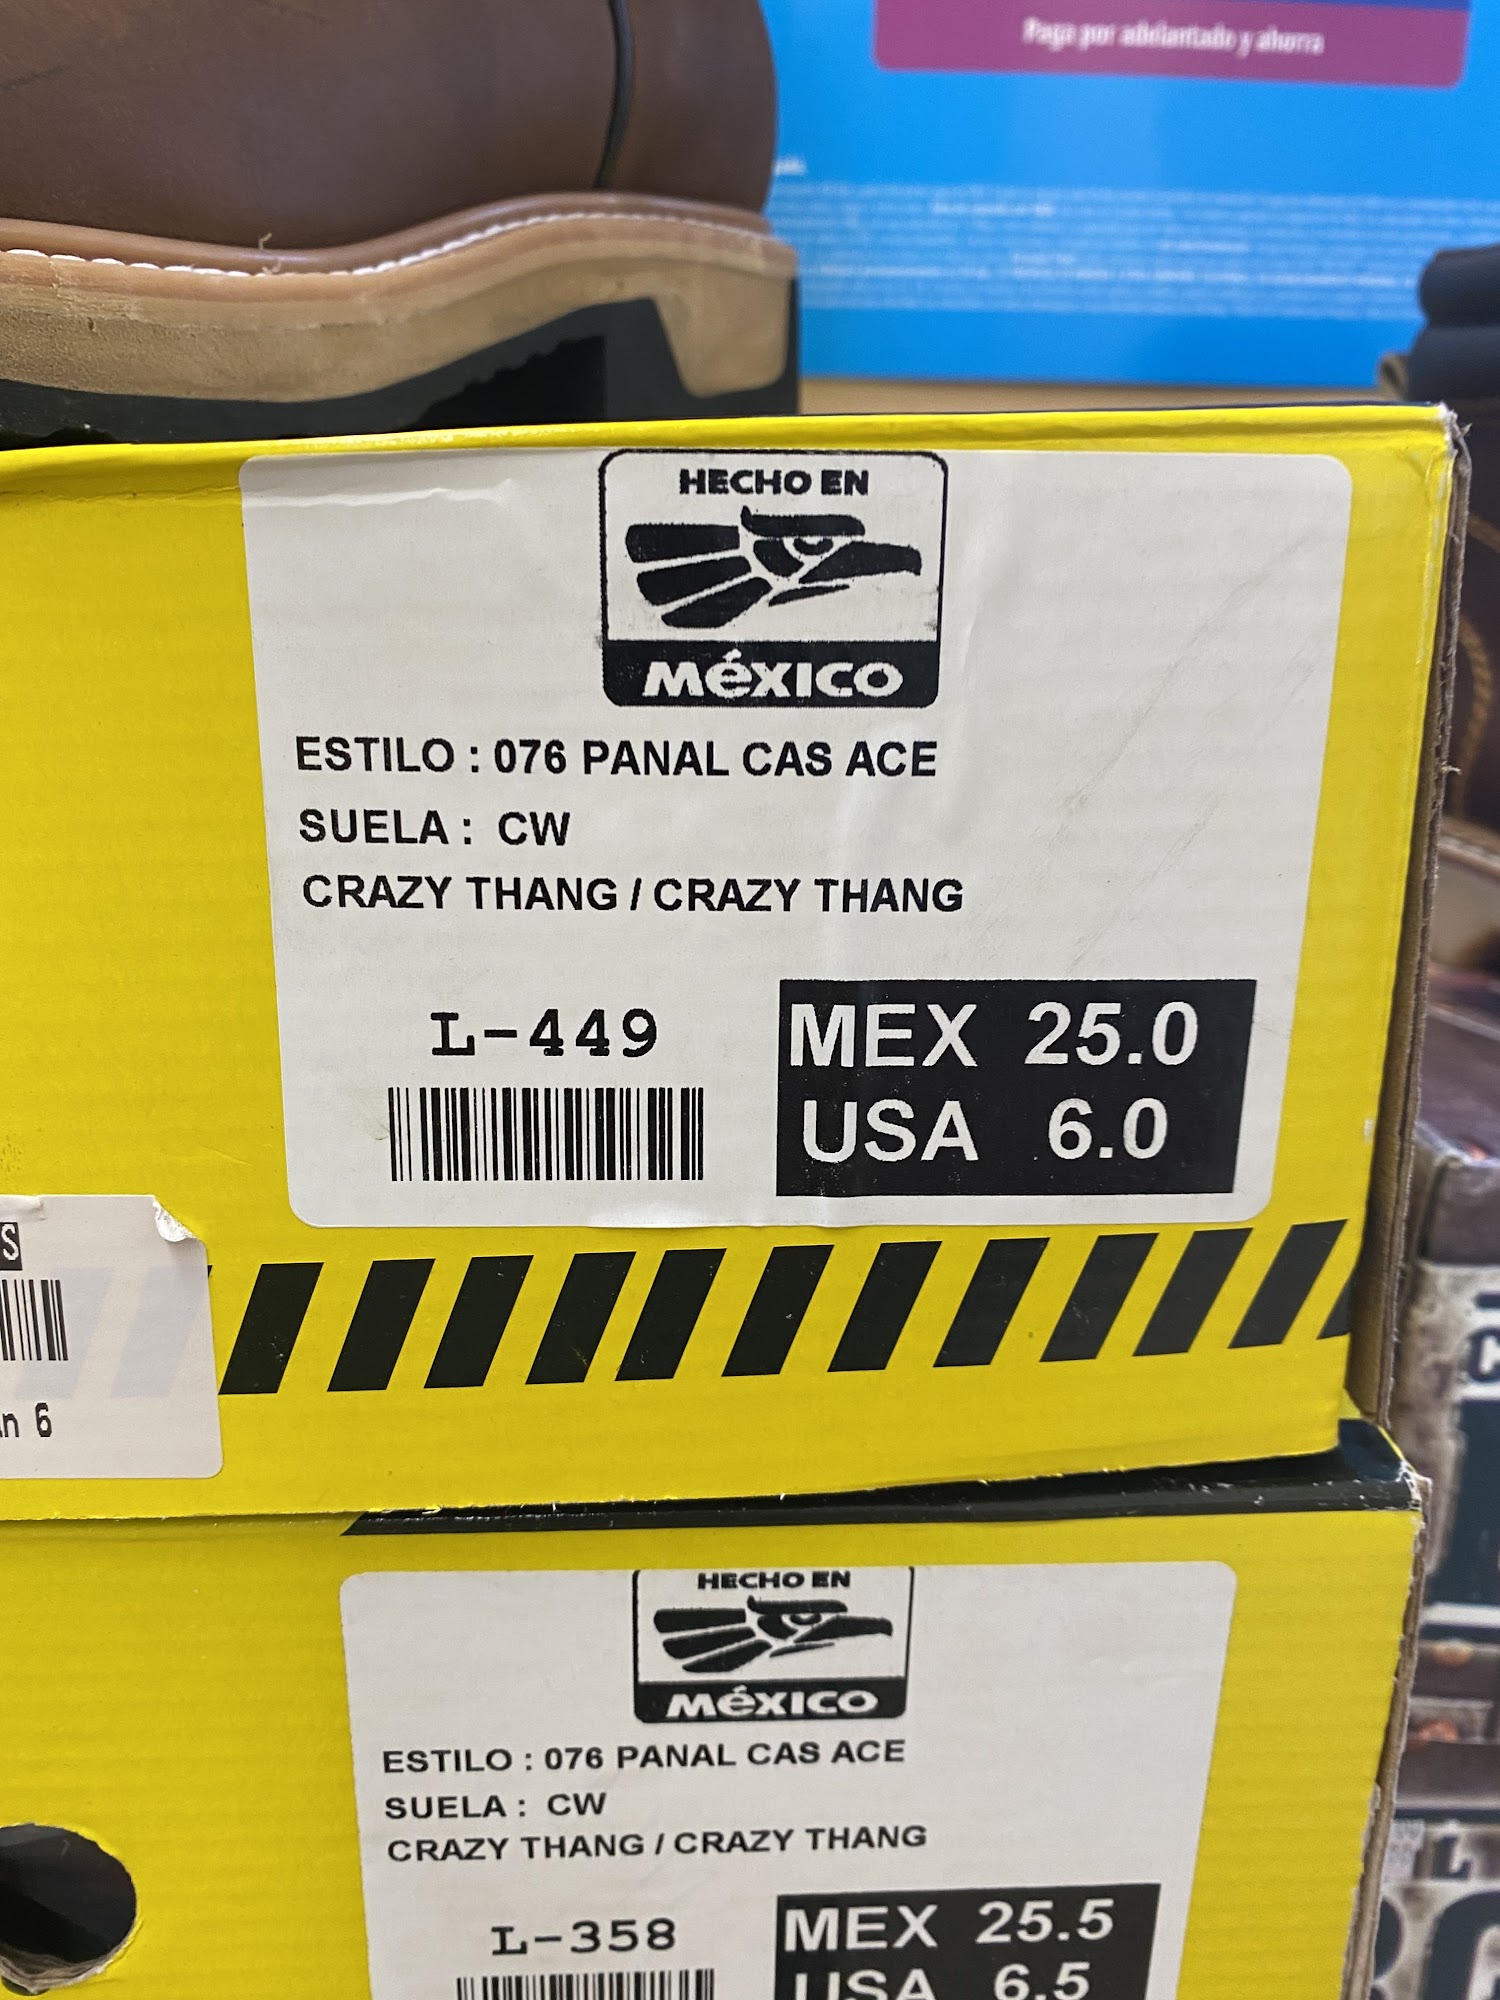 Paga por adelantado y ahorra
HECHO EN
MéXICO
ESTILO : 076 PANAL CAS ACE
SUELA : CW
CRAZY THANG / CRAZY THANG
L-449
MEX 25.0
USA 6.0
S
6
HECHO EN
MéXICO
ESTILO : 076 PANAL CAS ACE
SUELA : CW
CRAZY THANG / CRAZY THANG
L-358
MEX 25.5
USA 6.5